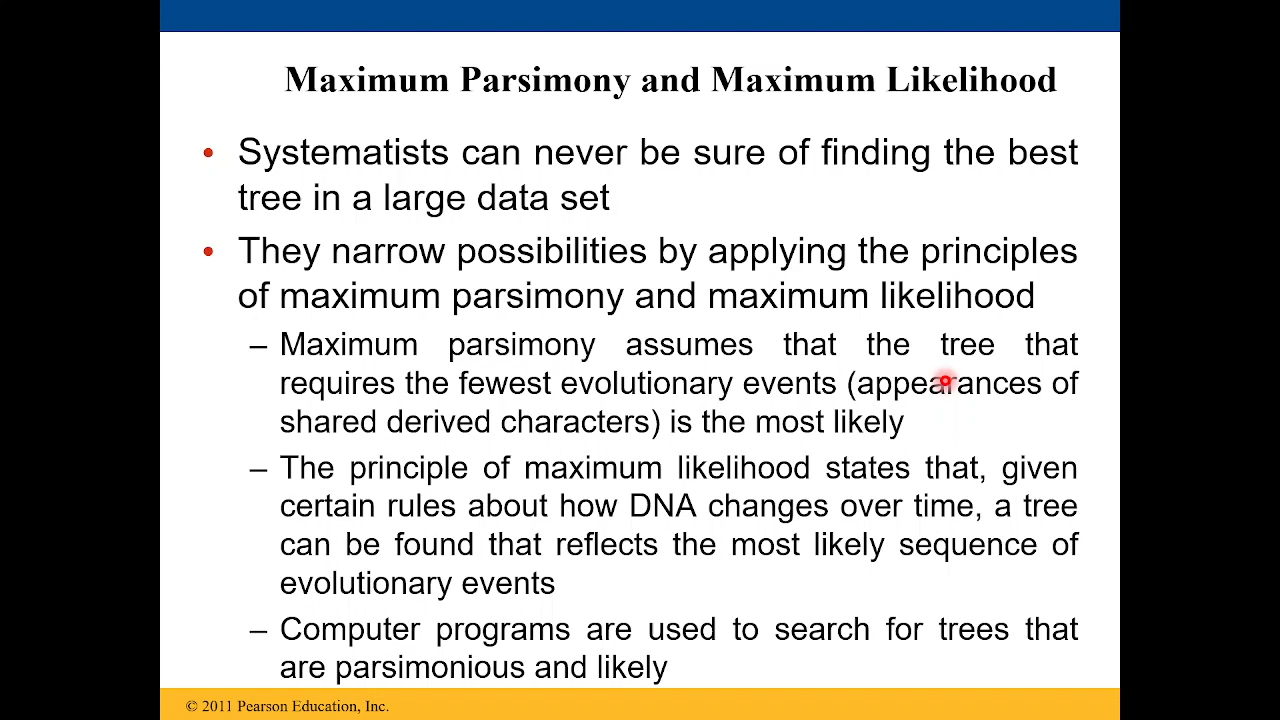 Maximum Parsimony and Maximum Likelihood
• Systematists can never be sure of finding the best
tree in a large data set
• They narrow possibilities by applying the principles
of maximum parsimony and maximum likelihood
– Maximum parsimony assumes that the tree that
requires the fewest evolutionary events (appearances of
shared derived characters) is the most likely
– The principle of maximum likelihood states that, given
certain rules about how DNA changes over time, a tree
can be found that reflects the most likely sequence of
evolutionary events
– Computer programs are used to search for trees that
are parsimonious and likely
© 2011 Pearson Education, Inc.